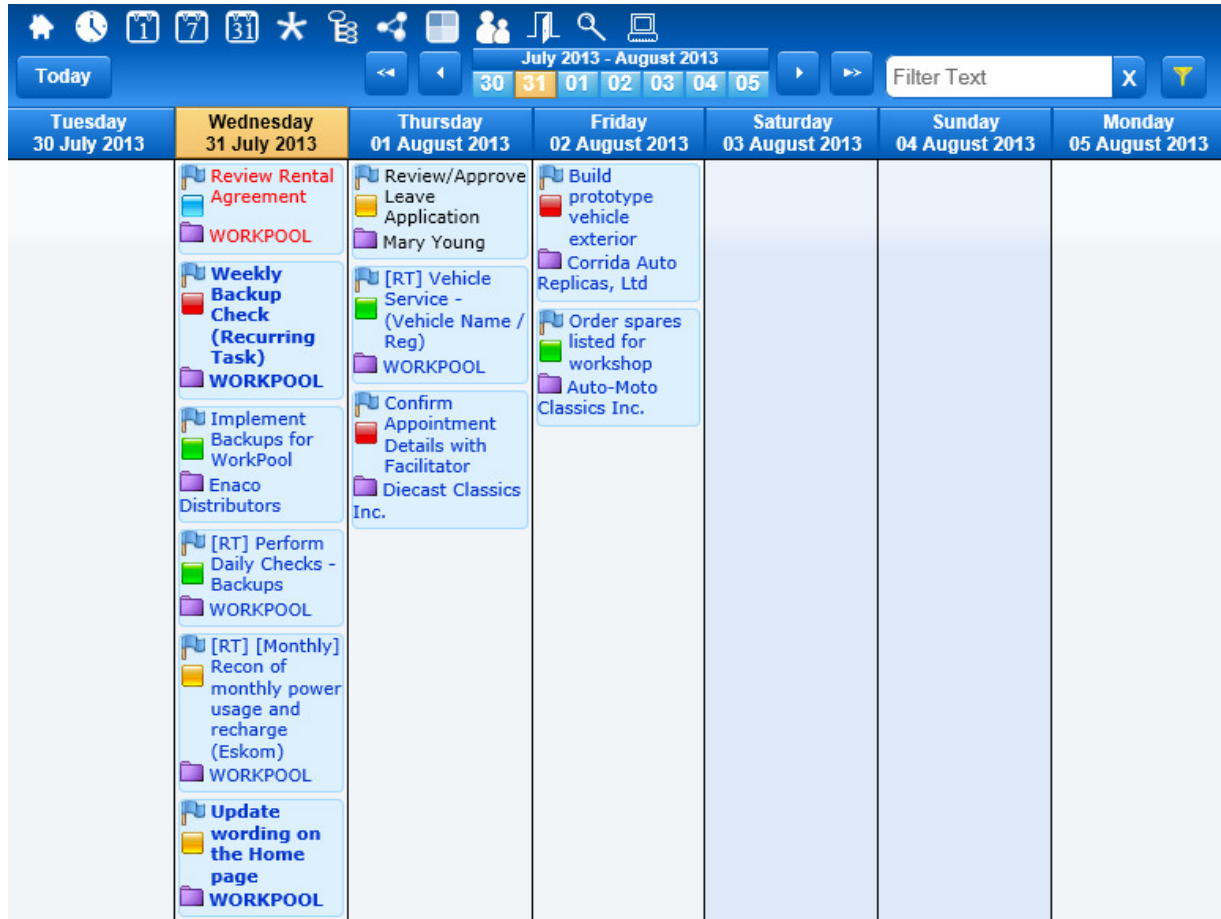 1 7 31
July 2013 - August 2013
Today
30 31 01 02 03 04 05
Filter Text
X
Tuesday
30 July 2013
Wednesday
31 July 2013
Thursday
01 August 2013
Friday
02 August 2013
Saturday
03 August 2013
Sunday
04 August 2013
Monday
05 August 2013
Review Rental
Agreement
WORKPOOL
Weekly
Backup
Check
(Recurring
Task)
WORKPOOL
Implement
Backups for
WorkPool
Enaco
Distributors
[RT] Perform
Daily Checks -
Backups
WORKPOOL
[RT] [Monthly]
Recon of
monthly power
usage and
recharge
(Eskom)
WORKPOOL
Update
wording on
the Home
page
WORKPOOL
Review/Approve
Leave
Application
Mary Young
[RT] Vehicle
Service -
(Vehicle Name /
Reg)
WORKPOOL
Confirm
Appointment
Details with
Facilitator
Diecast Classics
Inc.
Build
prototype
vehicle
exterior
Corrida Auto
Replicas, Ltd
Order spares
listed for
workshop
Auto-Moto
Classics Inc.